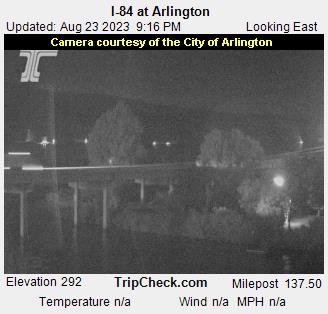 I-84 at Arlington
Updated: Aug 23 2023 9:16 PM Looking East
Camera courtesy of the City of Arlington
Elevation 292 TripCheck.com Milepost 137.50
Temperature n/a Wind n/a MPH n/a